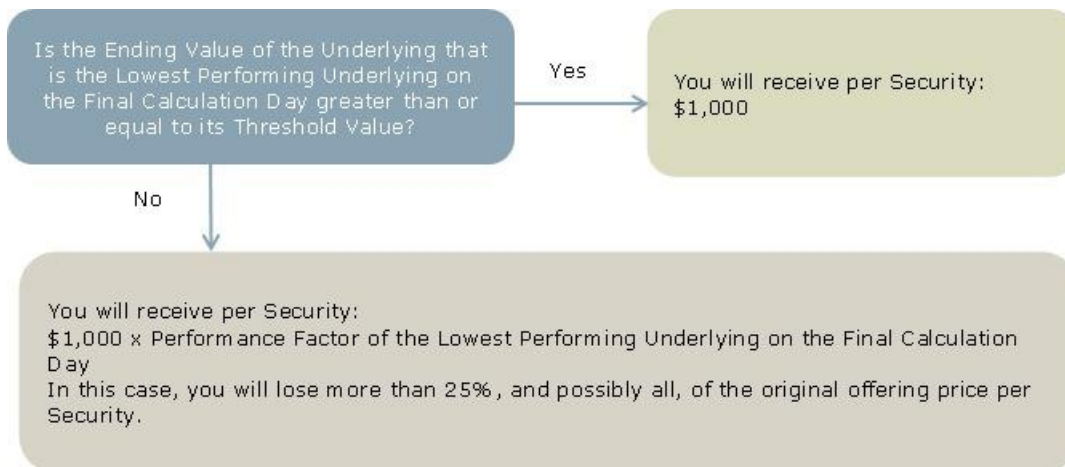 Is the Ending Value of the Underlying that
is the Lowest Performing Underlying on
the Final Calculation Day greater than or
equal to its Threshold Value?
Yes
You will receive per Security:
$1,000
No
You will receive per Security:
$1,000 x Performance Factor of the Lowest Performing Underlying on the Final Calculation
Day
In this case, you will lose more than 25%, and possibly all, of the original offering price per
Security.